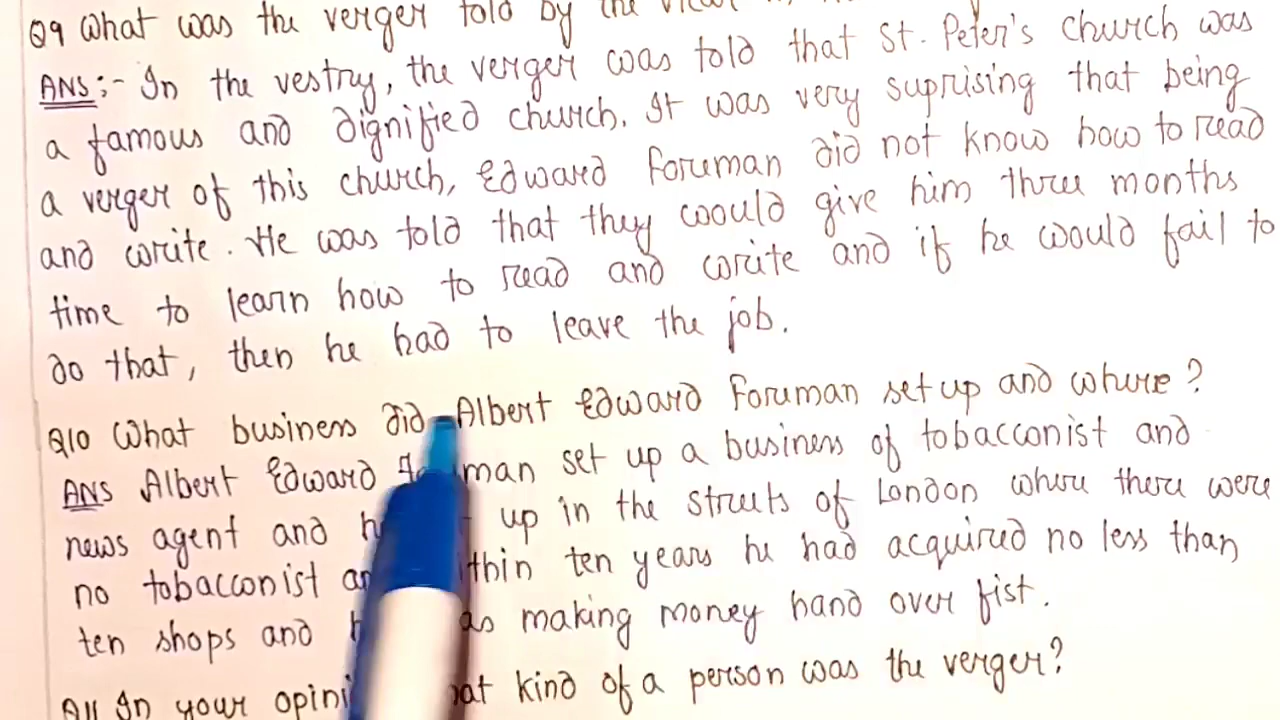 Q9 What was the verger told by the
ANS:- In the vestry, the verger was told that St. Peter's church was
a famous and dignified church. It was very suprising that being
a verger of this church, Edward Foreman did not know how to read
and write. He was told that they would give him three months
time to learn how to read and write and if he would fail to
do that, then he had to leave the job.
Q10 What business did Albert Edward Foreman set up and where?
ANS Albert Edward man set up a business of tobacconist and
news agent and up in the streets of London where there were
no tobacconist ten years he had acquired no less than
ten shops and making money hand over fist.
Q11 In your kind of a person was the verger?